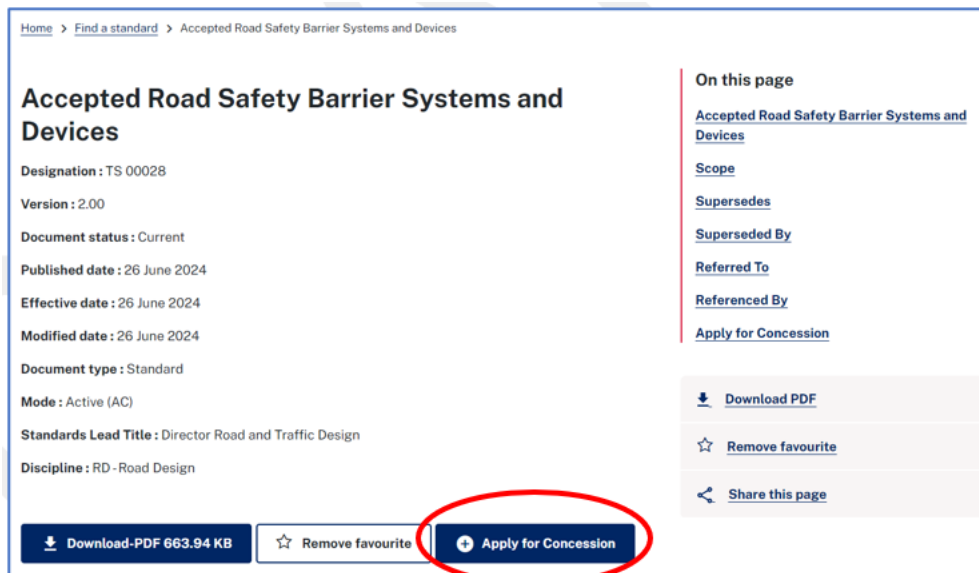 Home > Find a standard > Accepted Road Safety Barrier Systems and Devices
Accepted Road Safety Barrier Systems and
Devices
Designation : TS 00028
Version : 2.00
Document status : Current
Published date : 26 June 2024
Effective date : 26 June 2024
Modified date : 26 June 2024
Document type : Standard
Mode : Active (AC)
Standards Lead Title : Director Road and Traffic Design
Discipline : RD - Road Design
Download-PDF 663.94 KB
Remove favourite
Apply for Concession
On this page
Accepted Road Safety Barrier Systems and
Devices
Scope
Supersedes
Superseded By
Referred To
Referenced By
Apply for Concession
Download PDF
Remove favourite
Share this page